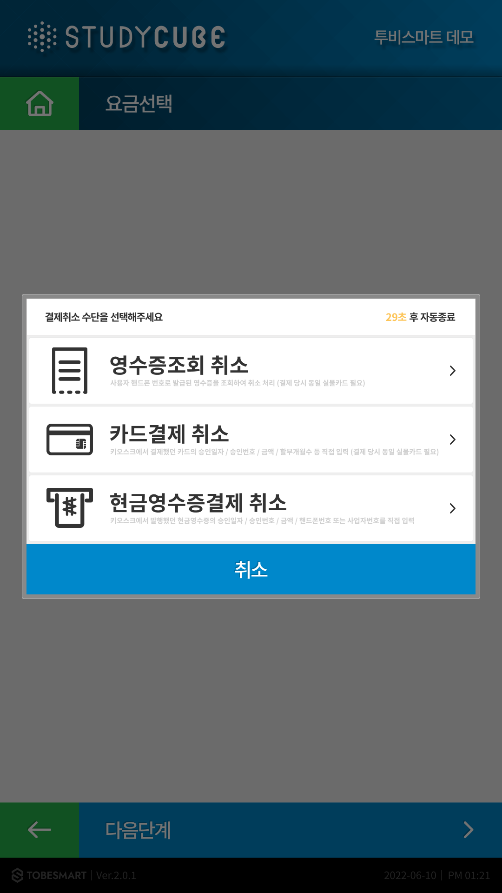 STUDYCUBE
투비스마트 데모
요금선택
결제취소 수단을 선택해주세요
29초 후 자동종료
영수증조회 취소
사용자 핸드폰 번호로 발급된 영수증을 조회하여 취소 처리 (결제 당시 동일 실물카드 필요)
카드결제 취소
키오스크에서 결제했던 카드의 승인일자 / 승인번호 / 금액 / 할부개월수 등 직접 입력 (결제 당시 동일 실물카드 필요)
현금영수증결제 취소
키오스크에서 발행했던 현금영수증의 승인일자 / 승인번호 / 금액 / 핸드폰번호 또는 사업자번호을 직접 입력
취소
다음단계
TOBESMART | Ver.2.0.1
2022-06-10 | PM 01:21